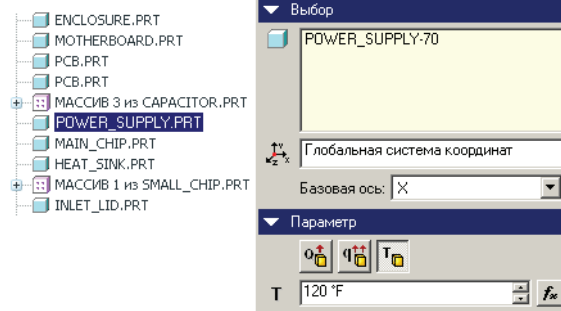 ENCLOSURE.PRT
MOTHERBOARD.PRT
PCB.PRT
PCB.PRT
МАССИВ 3 из CAPACITOR.PRT
POWER_SUPPLY.PRT
MAIN_CHIP.PRT
HEAT_SINK.PRT
МАССИВ 1 из SMALL_CHIP.PRT
INLET_LID.PRT
Выбор
POWER_SUPPLY-70
Глобальная система координат
Базовая ось: X
Параметр
T 120 °F